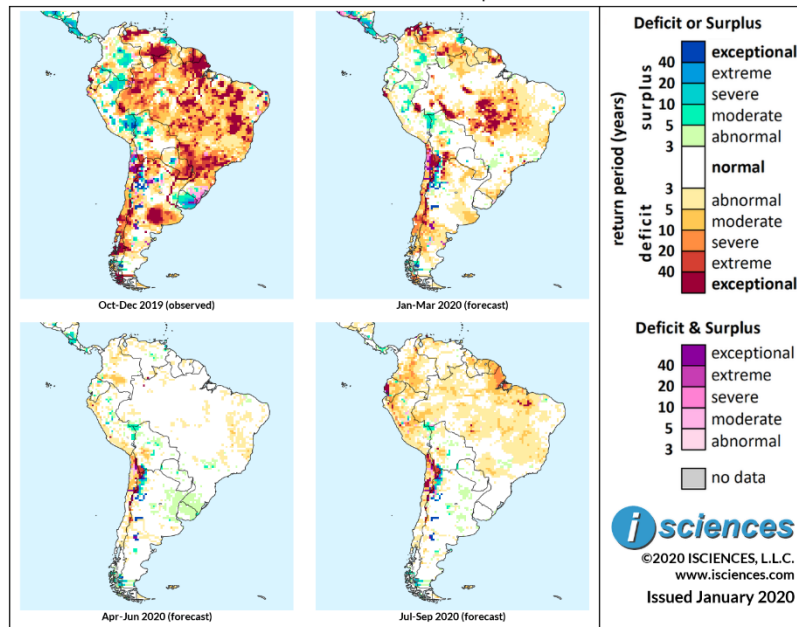 Oct-Dec 2019 (observed)
Jan-Mar 2020 (forecast)
Apr-Jun 2020 (forecast)
Jul-Sep 2020 (forecast)
Deficit or Surplus
return period (years)
surplus
deficit
exceptional
40
extreme
20
severe
10
moderate
5
abnormal
3
normal
3
abnormal
5
moderate
10
severe
20
extreme
40
exceptional
Deficit & Surplus
exceptional
40
extreme
20
severe
10
moderate
5
abnormal
3
no data
i sciences
©2020 ISCIENCES, L.L.C.
www.isciences.com
Issued January 2020